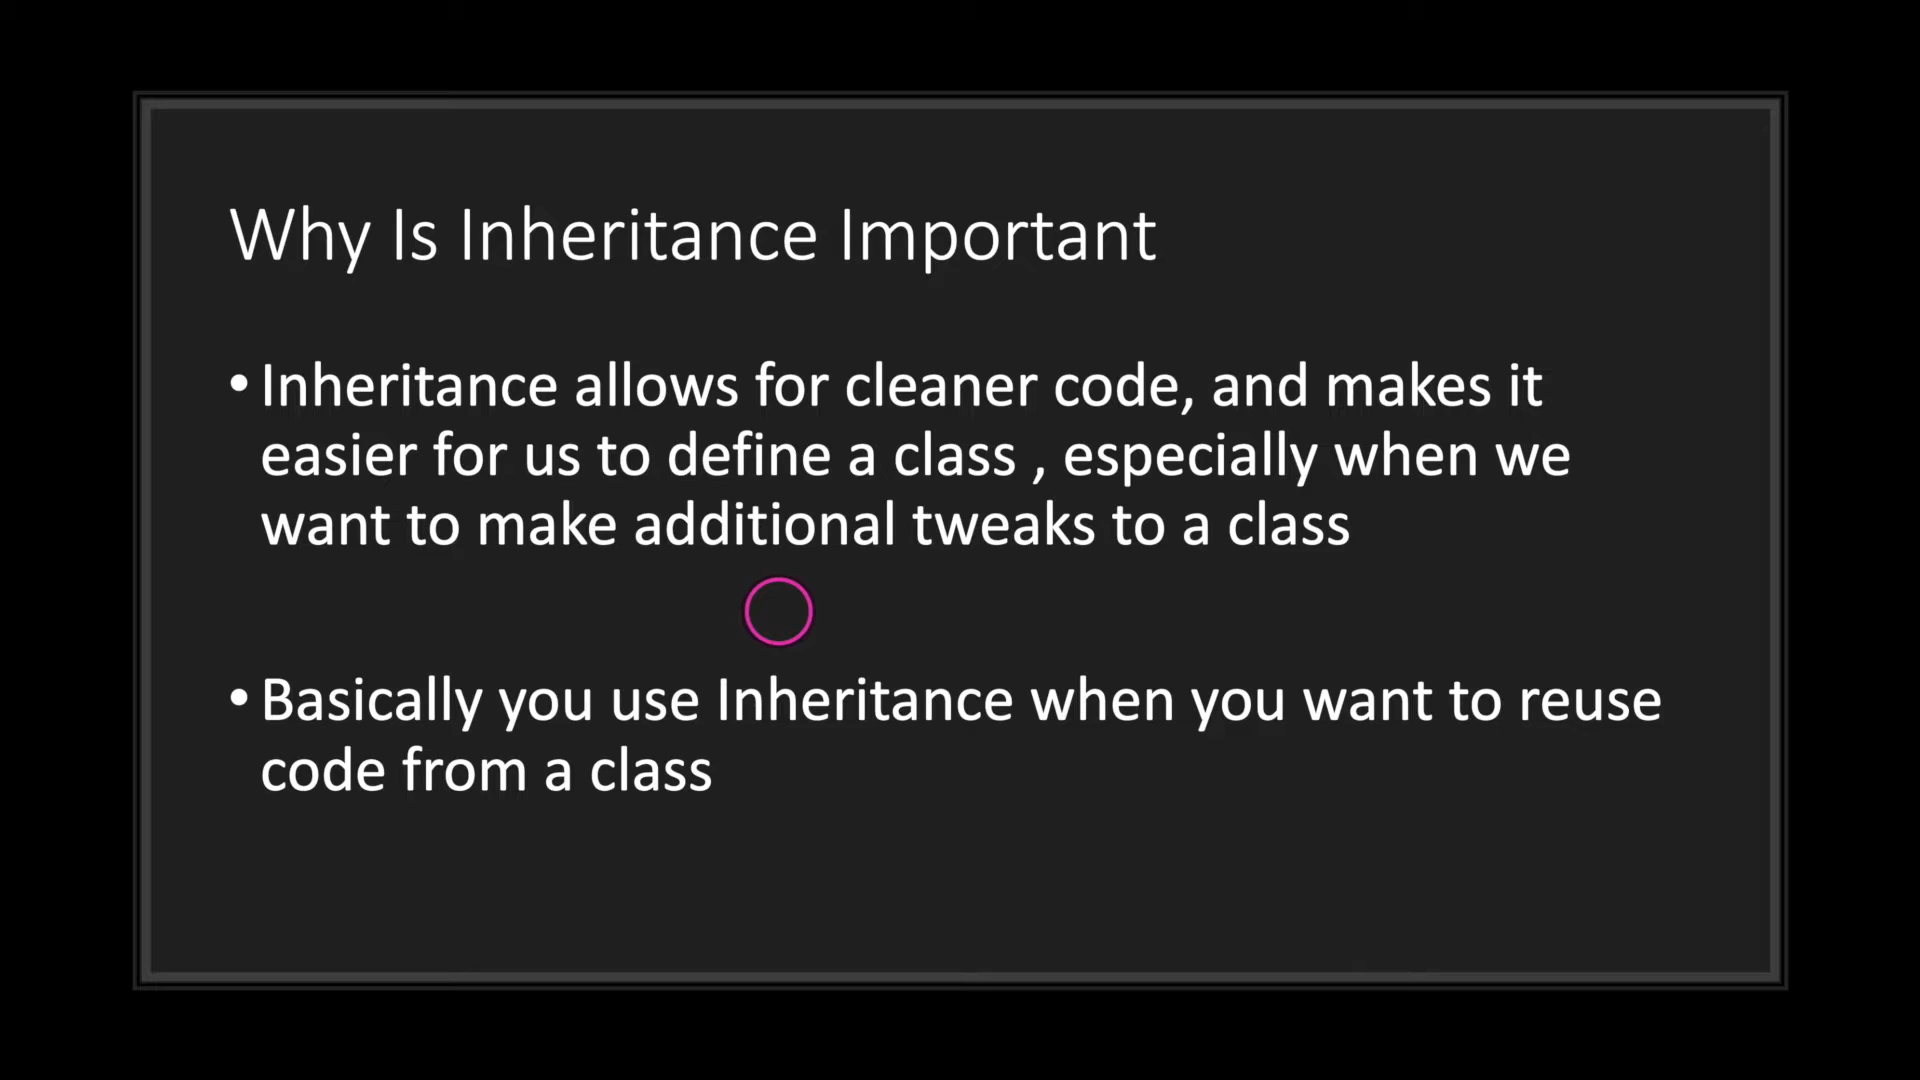 Why Is Inheritance Important
• Inheritance allows for cleaner code, and makes it
easier for us to define a class , especially when we
want to make additional tweaks to a class
• Basically you use Inheritance when you want to reuse
code from a class